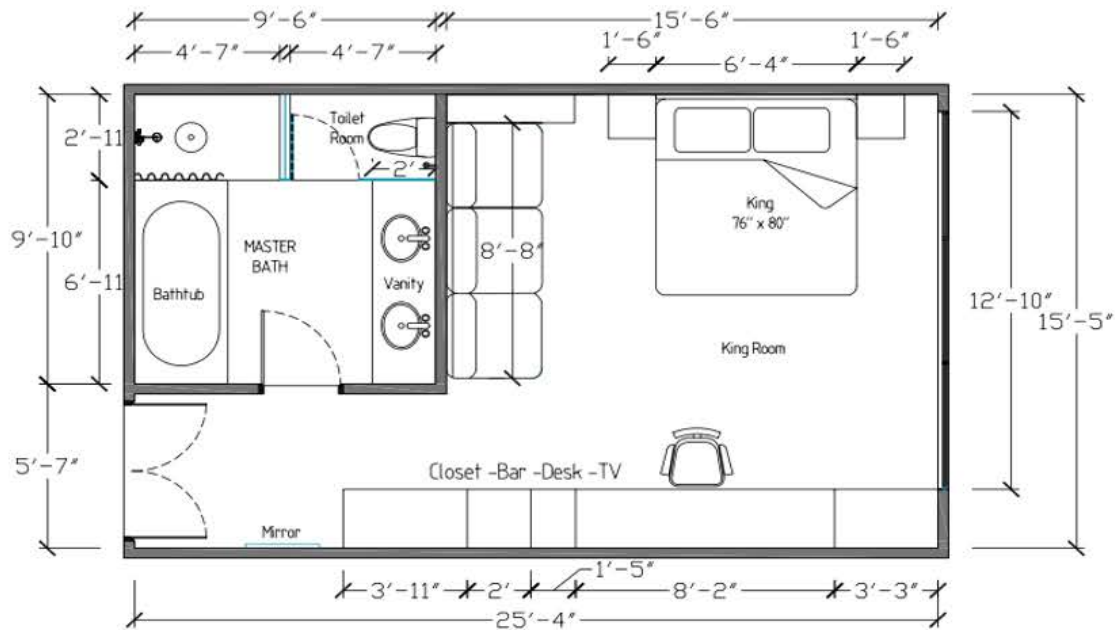 9'-6"
15'-6"
4'-7"
4'-7"
1'-6"
6'-4"
1'-6"
2'-11
Toilet
Room
2'
King
76" x 80"
9'-10"
MASTER
BATH
8'-8"
6'-11
Bathtub
Vanity
12'-10"
15'-5"
King Room
5'-7"
Closet -Bar -Desk -TV
Mirror
1'-5"
3'-11"
2'
8'-2"
3'-3"
25'-4"